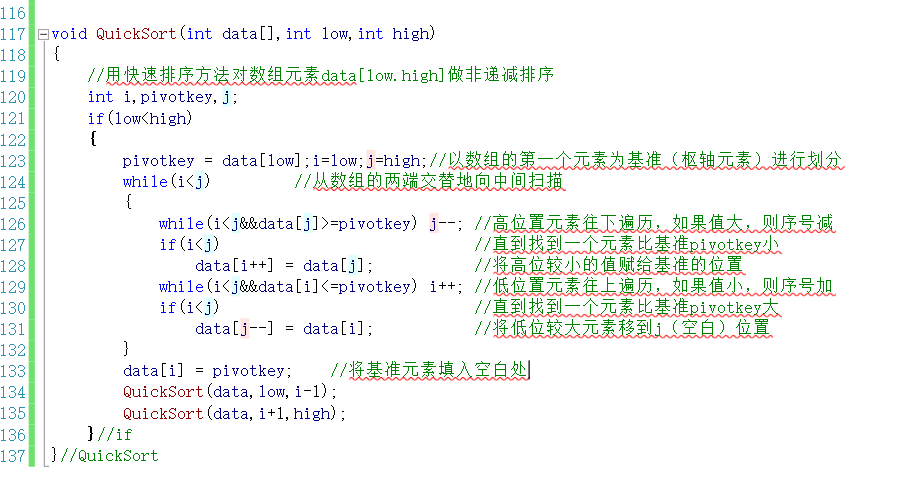 116
117 void QuickSort(int data[],int low,int high)
118 {
119 //用快速排序方法对数组元素data[low.high]做非递减排序
120 int i,pivotkey,j;
121 if(low<high)
122 {
123 pivotkey = data[low];i=low;j=high;//以数组的第一个元素为基准（枢轴元素）进行划分
124 while(i<j) //从数组的两端交替地向中间扫描
125 {
126 while(i<j&&data[j]>=pivotkey) j--; //高位置元素往下遍历，如果值大，则序号减
127 if(i<j) //直到找到一个元素比基准pivotkey小
128 data[i++] = data[j]; //将高位较小的值赋给基准的位置
129 while(i<j&&data[i]<=pivotkey) i++; //低位置元素往上遍历，如果值小，则序号加
130 if(i<j) //直到找到一个元素比基准pivotkey大
131 data[j--] = data[i]; //将低位较大元素移到j（空白）位置
132 }
133 data[i] = pivotkey; //将基准元素填入空白处
134 QuickSort(data,low,i-1);
135 QuickSort(data,i+1,high);
136 }//if
137 }//QuickSort